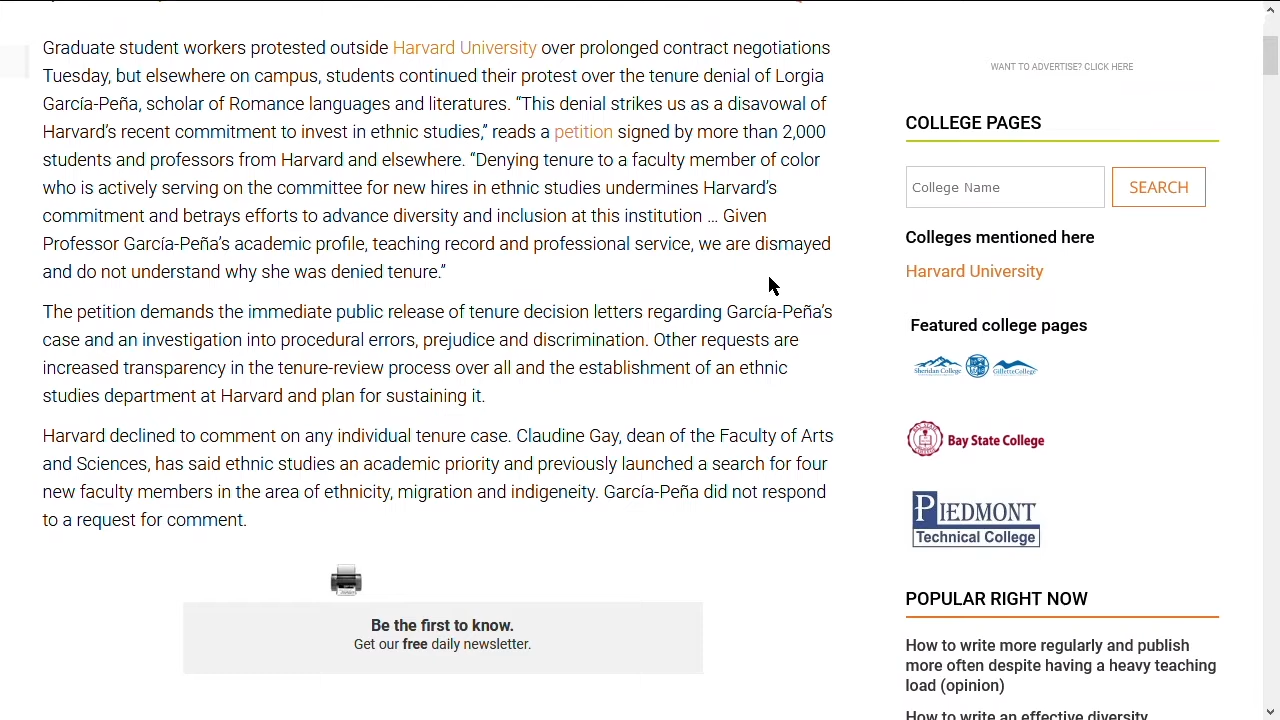 Graduate student workers protested outside Harvard University over prolonged contract negotiations
Tuesday, but elsewhere on campus, students continued their protest over the tenure denial of Lorgia
García-Peña, scholar of Romance languages and literatures. “This denial strikes us as a disavowal of
Harvard’s recent commitment to invest in ethnic studies,” reads a petition signed by more than 2,000
students and professors from Harvard and elsewhere. “Denying tenure to a faculty member of color
who is actively serving on the committee for new hires in ethnic studies undermines Harvard’s
commitment and betrays efforts to advance diversity and inclusion at this institution ... Given
Professor García-Peña’s academic profile, teaching record and professional service, we are dismayed
and do not understand why she was denied tenure.”
The petition demands the immediate public release of tenure decision letters regarding García-Peña’s
case and an investigation into procedural errors, prejudice and discrimination. Other requests are
increased transparency in the tenure-review process over all and the establishment of an ethnic
studies department at Harvard and plan for sustaining it.
Harvard declined to comment on any individual tenure case. Claudine Gay, dean of the Faculty of Arts
and Sciences, has said ethnic studies an academic priority and previously launched a search for four
new faculty members in the area of ethnicity, migration and indigeneity. García-Peña did not respond
to a request for comment.
Be the first to know.
Get our free daily newsletter.
WANT TO ADVERTISE? CLICK HERE
COLLEGE PAGES
College Name
SEARCH
Colleges mentioned here
Harvard University
Featured college pages
Sheridan College GilletteCollege
Bay State College
PIEDMONT
Technical College
POPULAR RIGHT NOW
How to write more regularly and publish
more often despite having a heavy teaching
load (opinion)
How to write an effective diversity